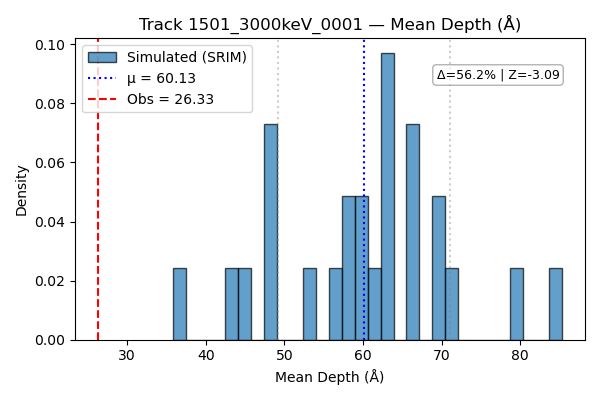 Track 1501_3000keV_0001 — Mean Depth (Å)
Simulated (SRIM)
μ = 60.13
Obs = 26.33
Δ=56.2% | Z=-3.09
Density
0.10
0.08
0.06
0.04
0.02
0.00
30 40 50 60 70 80
Mean Depth (Å)